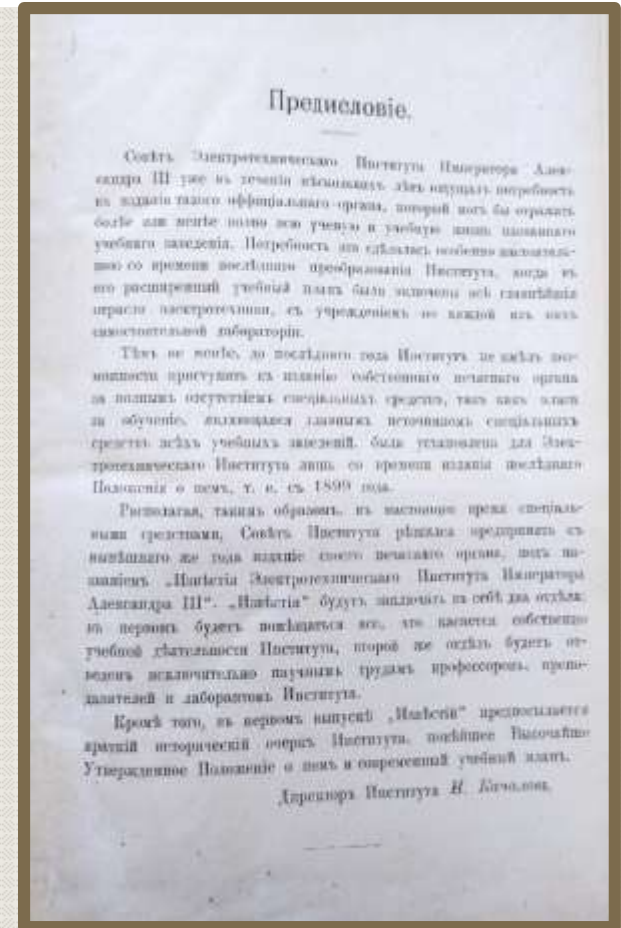 Предисловіе.
Совѣтъ Электротехническаго Института Императора Алек-
сандра III уже въ теченіи нѣсколькихъ лѣтъ ощущалъ потребность
въ изданіи такого оффиціальнаго органа, который могъ бы отражать
болѣе или менѣе полно всю ученую и учебную жизнь названнаго
учебнаго заведенія. Потребность эта сдѣлалась особенно настоятель-
ною со времени послѣдняго преобразованія Института, когда въ
его расширенный учебный планъ были включены всѣ главнѣйшія
отрасли электротехники, съ учрежденіемъ по каждой изъ нихъ
самостоятельной лабораторіи.
Тѣмъ не менѣе, до послѣдняго года Институтъ не имѣлъ воз-
можности приступить къ изданію собственнаго печатнаго органа
за полнымъ отсутствіемъ спеціальныхъ средствъ, такъ какъ плата
за обученіе, являющаяся главнымъ источникомъ спеціальныхъ
средствъ всѣхъ учебныхъ заведеній, была установлена для Элек-
тротехническаго Института лишь со времени изданія послѣдняго
Положенія о немъ, т. е. съ 1899 года.
Располагая, такимъ образомъ, въ настоящее время спеціаль-
ными средствами, Совѣтъ Института рѣшился предпринять съ
нынѣшняго же года изданіе своего печатнаго органа, подъ на-
званіемъ „Извѣстія Электротехническаго Института Императора
Александра III“. „Извѣстія“ будутъ заключать въ себѣ два отдѣла:
въ первомъ будетъ помѣщаться все, что касается собственно
учебной дѣятельности Института, второй же отдѣлъ будетъ от-
веденъ исключительно научнымъ трудамъ профессоровъ, препо-
давателей и лаборантовъ Института.
Кромѣ того, въ первомъ выпускѣ „Извѣстій“ предпосылается
краткій историческій очеркъ Института, новѣйшее Высочайше
Утвержденное Положеніе о немъ и современный учебный планъ.
Директоръ Института Н. Качаловъ.